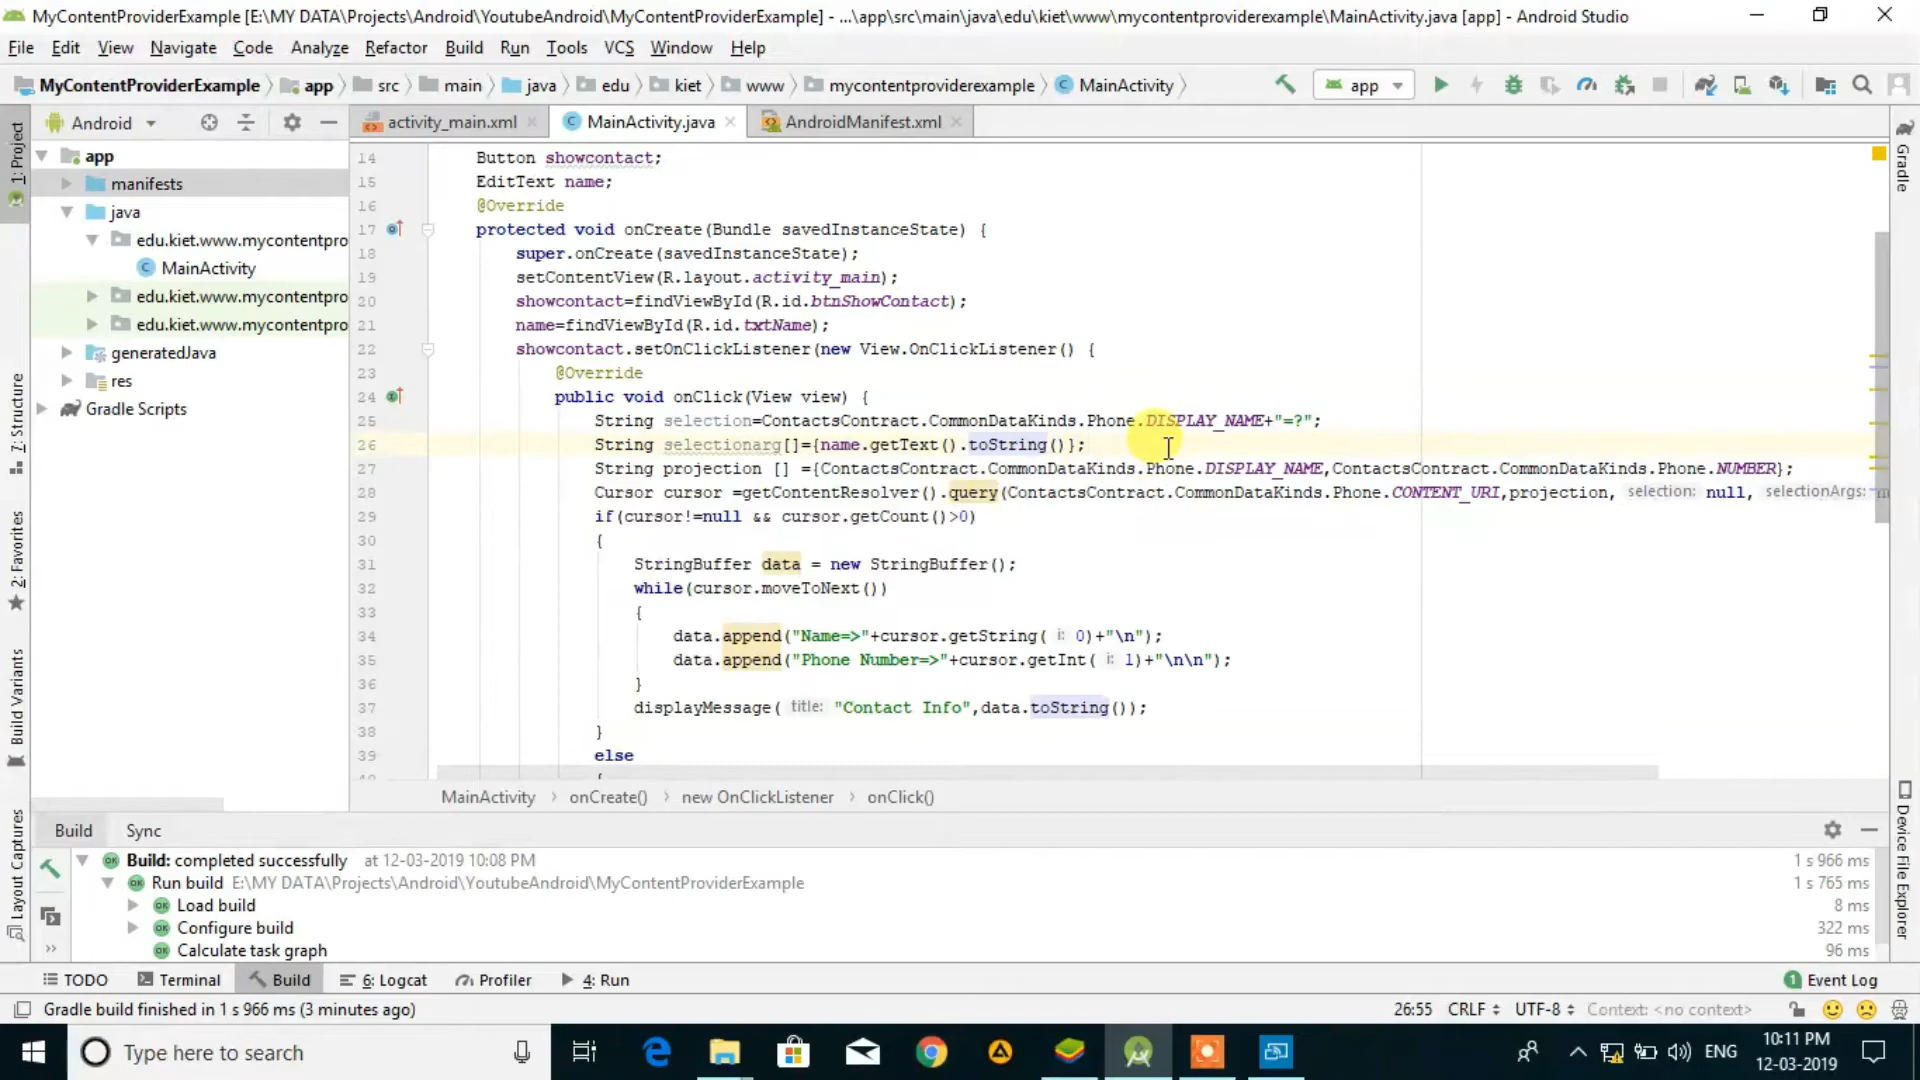 MyContentProviderExample [E:\MY DATA\Projects\Android\YoutubeAndroid\MyContentProviderExample] - ...\app\src\main\java\edu\kiet\www\mycontentproviderexample\MainActivity.java [app] - Android Studio
File Edit View Navigate Code Analyze Refactor Build Run Tools VCS Window Help
MyContentProviderExample app src main java edu kiet www mycontentproviderexample MainActivity app
Android activity_main.xml MainActivity.java AndroidManifest.xml
1: Project
7: Structure
2: Favorites
Build Variants
Layout Captures
Gradle
Device File Explorer
app
manifests
java
edu.kiet.www.mycontentpro
MainActivity
edu.kiet.www.mycontentpro
edu.kiet.www.mycontentpro
generatedJava
res
Gradle Scripts
14 Button showcontact;
15 EditText name;
16 @Override
17 protected void onCreate(Bundle savedInstanceState) {
18 super.onCreate(savedInstanceState);
19 setContentView(R.layout.activity_main);
20 showcontact=findViewById(R.id.btnShowContact);
21 name=findViewById(R.id.txtName);
22 showcontact.setOnClickListener(new View.OnClickListener() {
23 @Override
24 public void onClick(View view) {
25 String selection=ContactsContract.CommonDataKinds.Phone.DISPLAY_NAME+"=?";
26 String selectionarg[]={name.getText().toString()};
27 String projection [] ={ContactsContract.CommonDataKinds.Phone.DISPLAY_NAME,ContactsContract.CommonDataKinds.Phone.NUMBER};
28 Cursor cursor =getContentResolver().query(ContactsContract.CommonDataKinds.Phone.CONTENT_URI,projection, selection: null, selectionArgs:
29 if(cursor!=null && cursor.getCount()>0)
30 {
31 StringBuffer data = new StringBuffer();
32 while(cursor.moveToNext())
33 {
34 data.append("Name=>"+cursor.getString( i: 0)+"\n");
35 data.append("Phone Number=>"+cursor.getInt( i: 1)+"\n\n");
36 }
37 displayMessage( title: "Contact Info",data.toString());
38 }
39 else
{
MainActivity onCreate() new OnClickListener onClick()
Build Sync
Build: completed successfully at 12-03-2019 10:08 PM 1 s 966 ms
Run build E:\MY DATA\Projects\Android\YoutubeAndroid\MyContentProviderExample 1 s 765 ms
Load build 8 ms
Configure build 322 ms
Calculate task graph 96 ms
TODO Terminal Build 6: Logcat Profiler 4: Run 1 Event Log
Gradle build finished in 1 s 966 ms (3 minutes ago) 26:55 CRLF UTF-8 Context: <no context>
Type here to search ENG 10:11 PM
12-03-2019